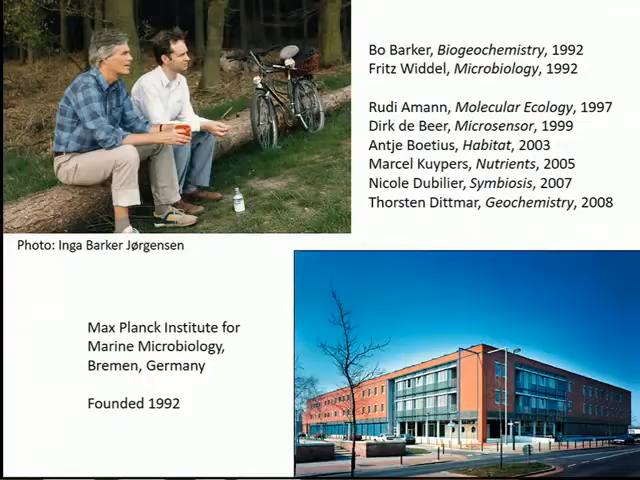 Bo Barker, Biogeochemistry, 1992
Fritz Widdel, Microbiology, 1992
Rudi Amann, Molecular Ecology, 1997
Dirk de Beer, Microsensor, 1999
Antje Boetius, Habitat, 2003
Marcel Kuypers, Nutrients, 2005
Nicole Dubilier, Symbiosis, 2007
Thorsten Dittmar, Geochemistry, 2008
Photo: Inga Barker Jørgensen
Max Planck Institute for
Marine Microbiology,
Bremen, Germany
Founded 1992